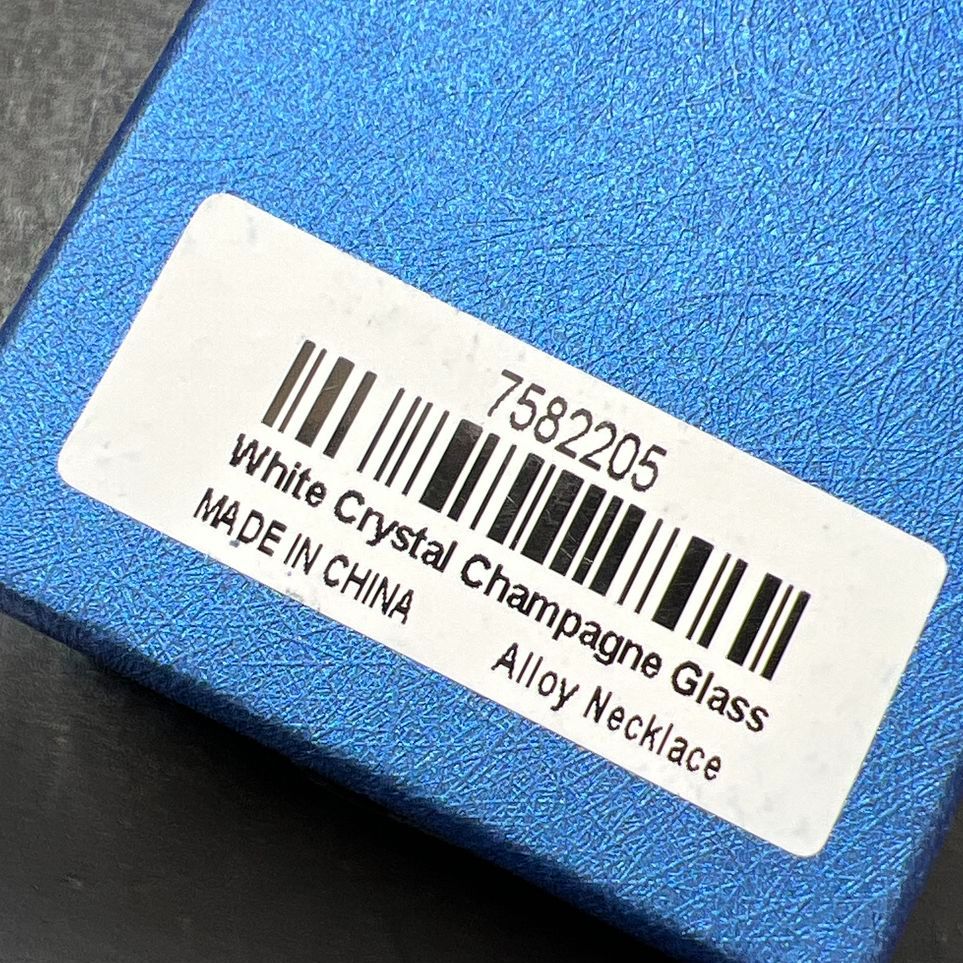 7582205
White Crystal Champagne Glass
MADE IN CHINA
Alloy Necklace